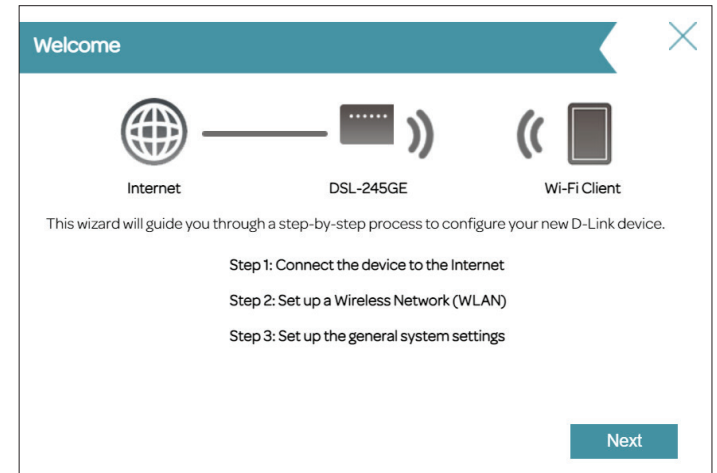 Welcome
Internet
DSL-245GE
Wi-Fi Client
This wizard will guide you through a step-by-step process to configure your new D-Link device.
Step 1: Connect the device to the Internet
Step 2: Set up a Wireless Network (WLAN)
Step 3: Set up the general system settings
Next